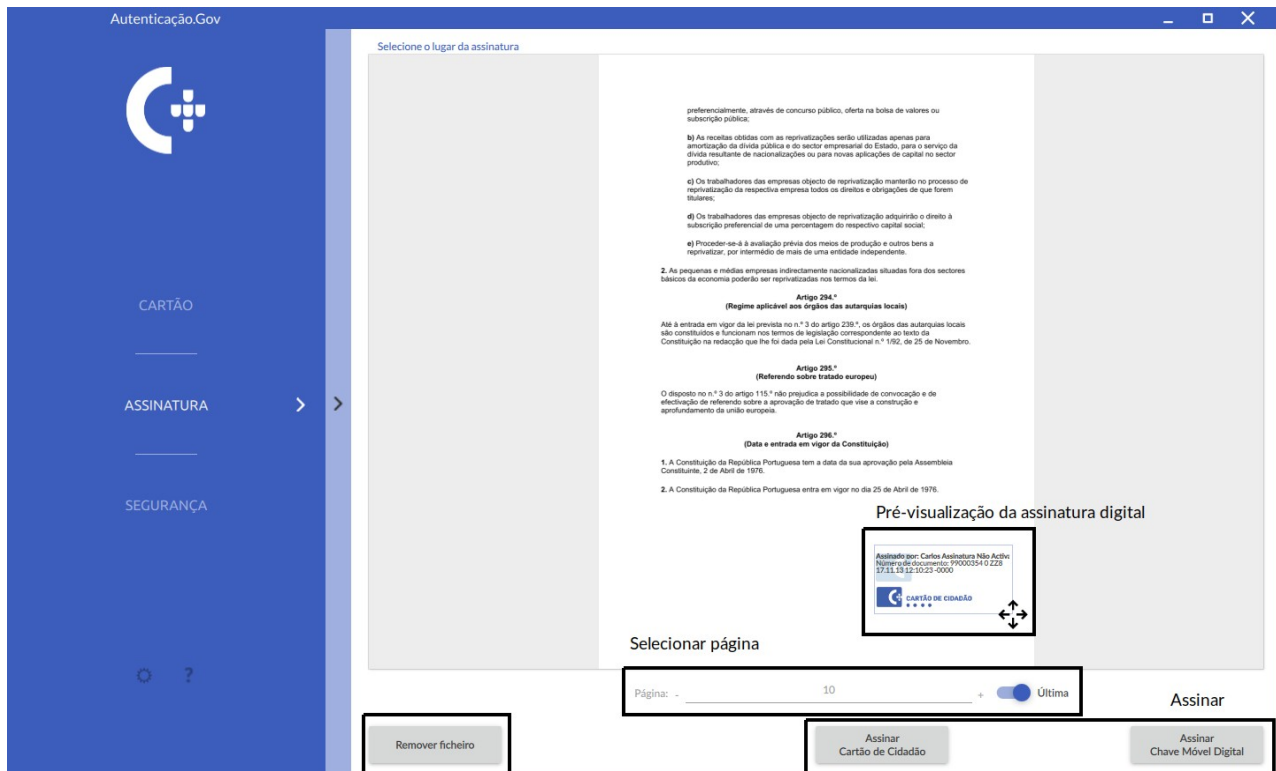 Autenticação.Gov
Selecione o lugar da assinatura
preferencialmente, através de concurso público, oferta na bolsa de valores ou
subscrição pública;
b) As receitas obtidas com as reprivatizações serão utilizadas apenas para
amortização da dívida pública e do sector empresarial do Estado, para o serviço da
dívida resultante de nacionalizações ou para novas aplicações de capital no sector
produtivo;
c) Os trabalhadores das empresas objecto de reprivatização manterão no processo de
reprivatização da respectiva empresa todos os direitos e obrigações de que forem
titulares;
d) Os trabalhadores das empresas objecto de reprivatização adquirirão o direito à
subscrição preferencial de uma percentagem do respectivo capital social;
e) Proceder-se-á à avaliação prévia dos meios de produção e outros bens a
reprivatizar, por intermédio de mais de uma entidade independente.
2. As pequenas e médias empresas indirectamente nacionalizadas situadas fora dos sectores
básicos da economia poderão ser reprivatizadas nos termos da lei.
Artigo 294.º
(Regime aplicável aos órgãos das autarquias locais)
Até à entrada em vigor da lei prevista no n.º 3 do artigo 239.º, os órgãos das autarquias locais
são constituídos e funcionam nos termos de legislação correspondente ao texto da
Constituição na redacção que lhe foi dada pela Lei Constitucional n.º 1/92, de 25 de Novembro.
Artigo 295.º
(Referendo sobre tratado europeu)
O disposto no n.º 3 do artigo 115.º não prejudica a possibilidade de convocação e de
efectivação de referendo sobre a aprovação de tratado que vise a construção e
aprofundamento da união europeia.
Artigo 296.º
(Data e entrada em vigor da Constituição)
1. A Constituição da República Portuguesa tem a data da sua aprovação pela Assembleia
Constituinte, 2 de Abril de 1976.
2. A Constituição da República Portuguesa entra em vigor no dia 25 de Abril de 1976.
CARTÃO
ASSINATURA
SEGURANÇA
?
Pré-visualização da assinatura digital
Assinado por: Carlos Assinatura Não Activ
Número de documento: 99000354 0 ZZ8
17.11.13 12:10:23 -0000
CARTÃO DE CIDADÃO
Selecionar página
Página: - 10 + Última
Assinar
Remover ficheiro
Assinar
Cartão de Cidadão
Assinar
Chave Móvel Digital